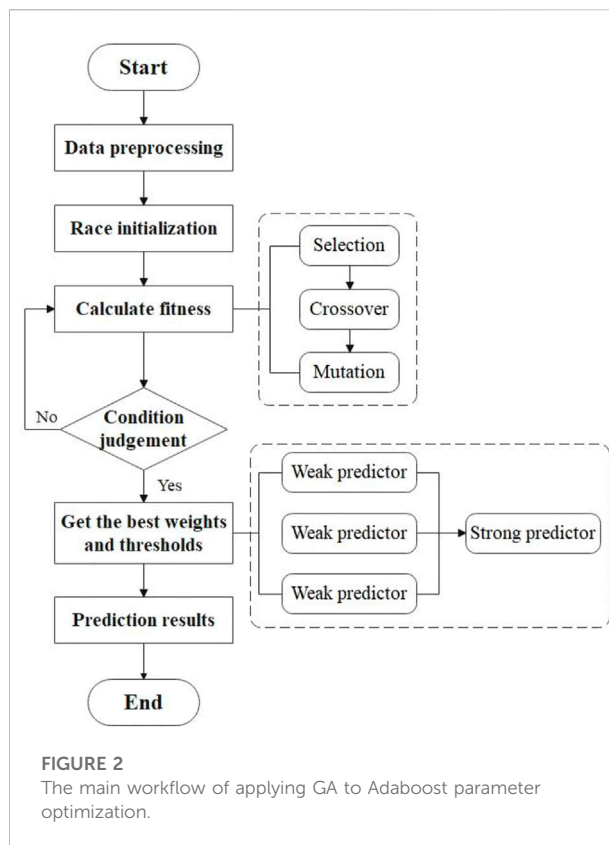 Start
Data preprocessing
Race initialization
Calculate fitness
Selection
Crossover
Mutation
No
Condition
judgement
Yes
Get the best weights
and thresholds
Weak predictor
Weak predictor
Weak predictor
Strong predictor
Prediction results
End
FIGURE 2
The main workflow of applying GA to Adaboost parameter
optimization.